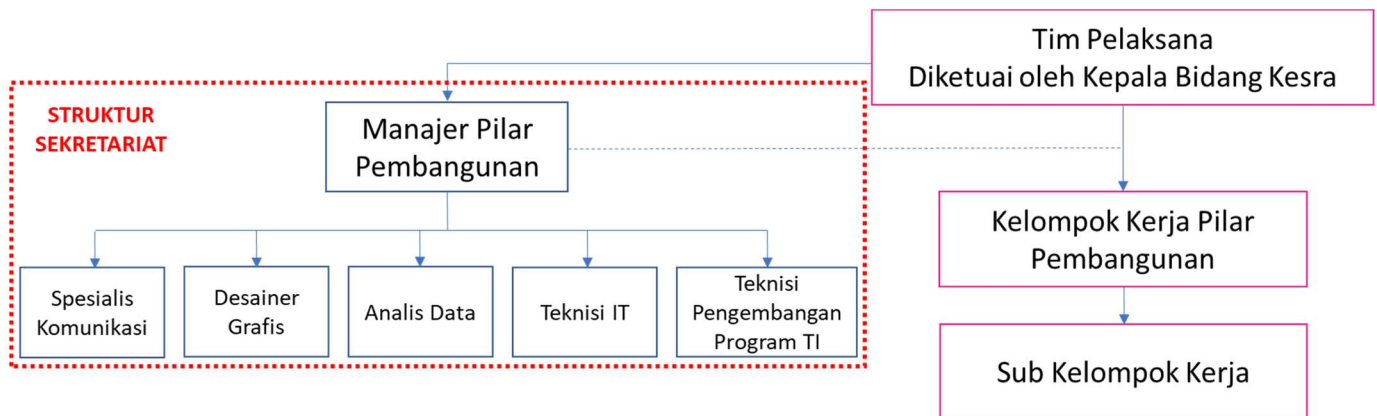 Tim Pelaksana
Diketuai oleh Kepala Bidang Kesra
STRUKTUR
SEKRETARIAT
Manajer Pilar
Pembangunan
Kelompok Kerja Pilar
Pembangunan
Spesialis
Komunikasi
Desainer
Grafis
Analis Data
Teknisi IT
Teknisi
Pengembangan
Program TI
Sub Kelompok Kerja